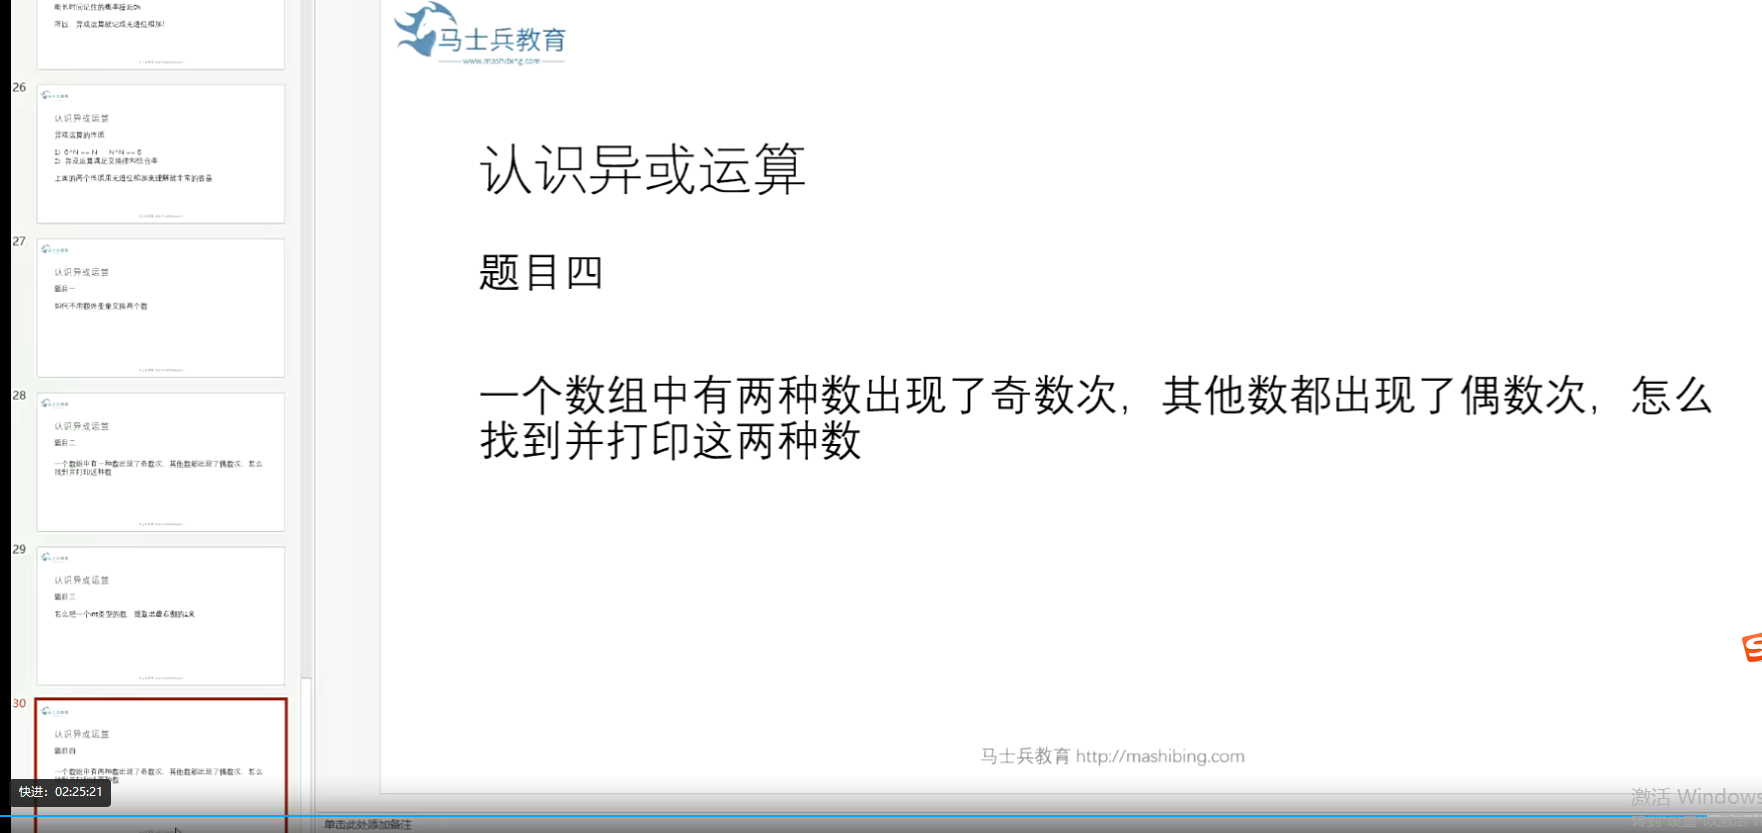 所以，异或运算就记成无进位相加！
26
认识异或运算
异或运算的性质
1) 0^N == N N^N == 0
2) 异或运算满足交换律和结合率
上面的两个性质用无进位相加来理解就非常的容易
27
认识异或运算
题目一
如何不用额外变量交换两个数
28
认识异或运算
题目二
一个数组中有一种数出现了奇数次，其他数都出现了偶数次，怎么
找到并打印这种数
29
认识异或运算
题目三
怎么把一个int类型的数，提取出最右侧的1来
30
认识异或运算
题目四
一个数组中有两种数出现了奇数次，其他数都出现了偶数次，怎么
快进：02:25:21
马士兵教育
www.mashibing.com
认识异或运算
题目四
一个数组中有两种数出现了奇数次，其他数都出现了偶数次，怎么
找到并打印这两种数
马士兵教育 http://mashibing.com
激活 Windows
单击此处添加备注